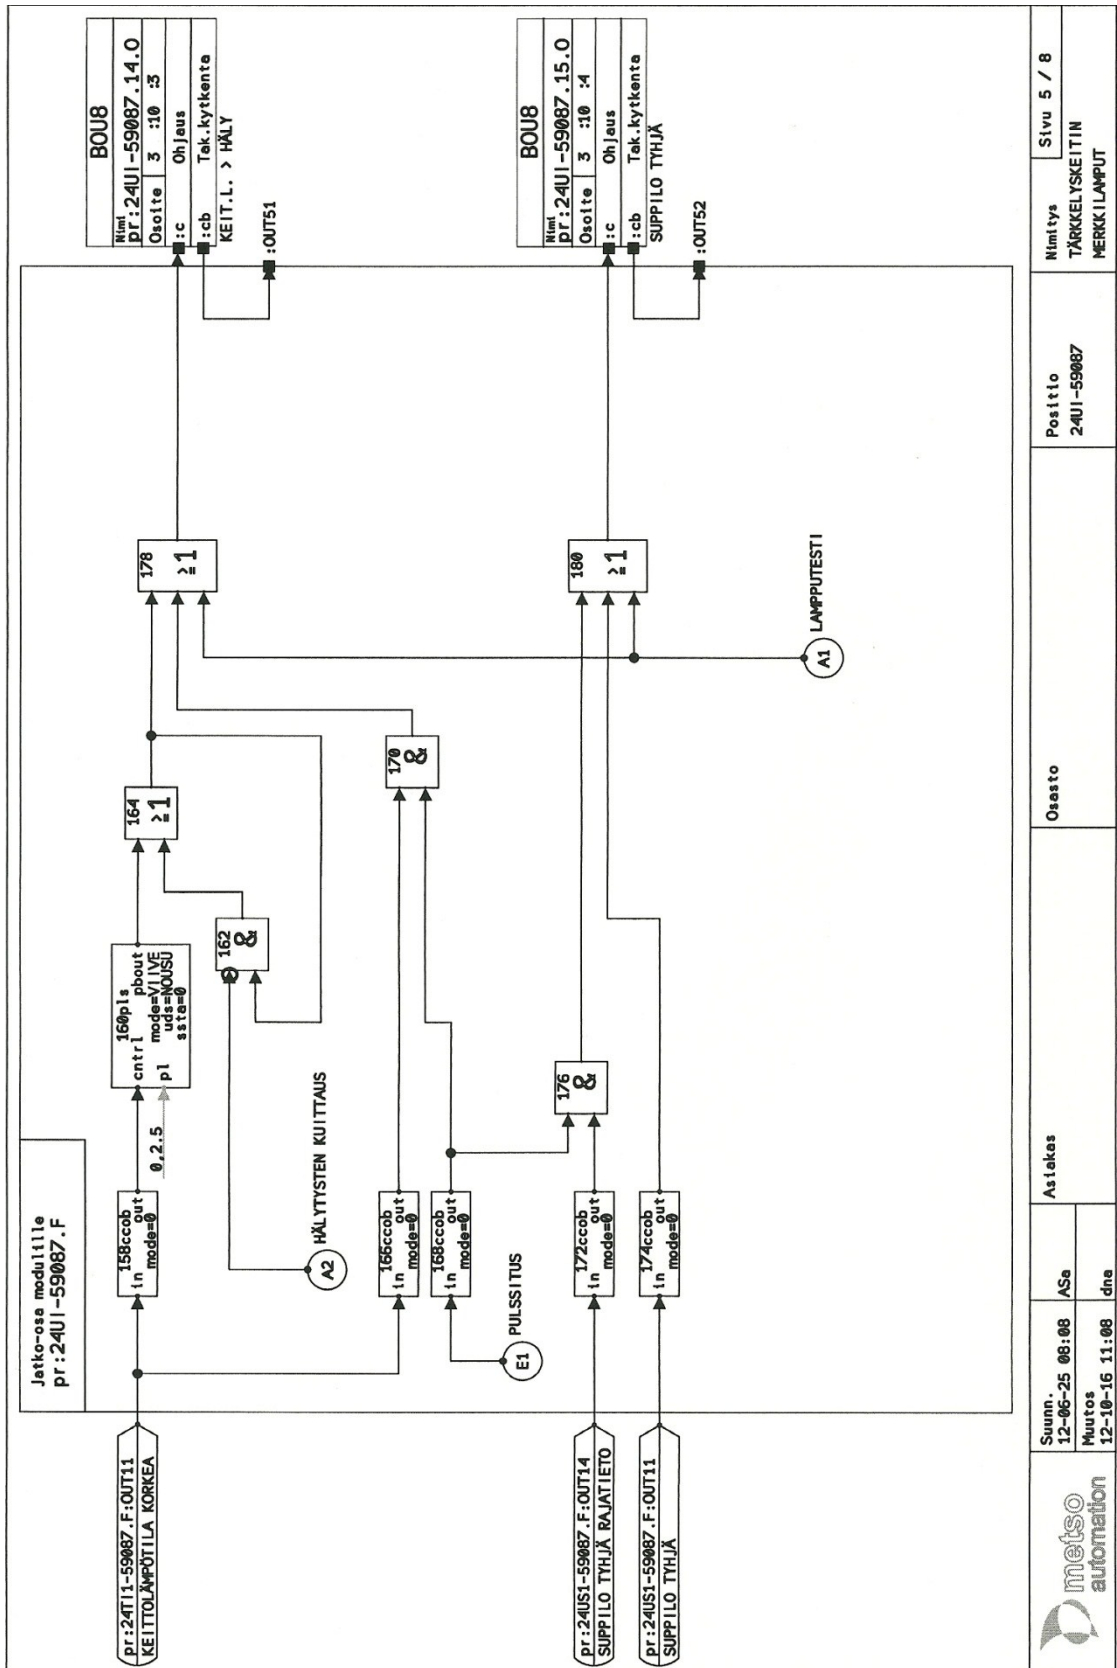 Jatko-osa modulille
pr:24UI-59087.F
pr:24TI1-59087.F:OUT11
KEITTOLÄMPÖTILA KORKEA
158ccob
in out
mode=0
0,2.5
160pls
cntrl pbout
pl mode=VIIVE
uds=NOUSU
ssta=0
164
≥1
178
≥1
BOU8
Nimi
pr:24UI-59087.14.O
Osoite 3 :10 :3
:c Ohjaus
:cb Tak.kytkenta
KEIT.L. > HÄLY
:OUT51
162
&
A2
HÄLYTYSTEN KUITTAUS
166ccob
in out
mode=0
170
&
168ccob
in out
mode=0
E1
PULSSITUS
pr:24US1-59087.F:OUT14
SUPPILO TYHJÄ RAJATIETO
172ccob
in out
mode=0
176
&
180
≥1
BOU8
Nimi
pr:24UI-59087.15.O
Osoite 3 :10 :4
:c Ohjaus
:cb Tak.kytkenta
SUPPILO TYHJÄ
:OUT52
pr:24US1-59087.F:OUT11
SUPPILO TYHJÄ
174ccob
in out
mode=0
A1
LAMPPUTESTI
metso
automation
Suunn.
12-06-25 08:08 ASa
Muutos
12-10-16 11:08 dna
Asiakas
Osasto
Positio
24UI-59087
Nimitys
TÄRKKELYSKEITIN
MERKKILAMPUT
Sivu 5 / 8